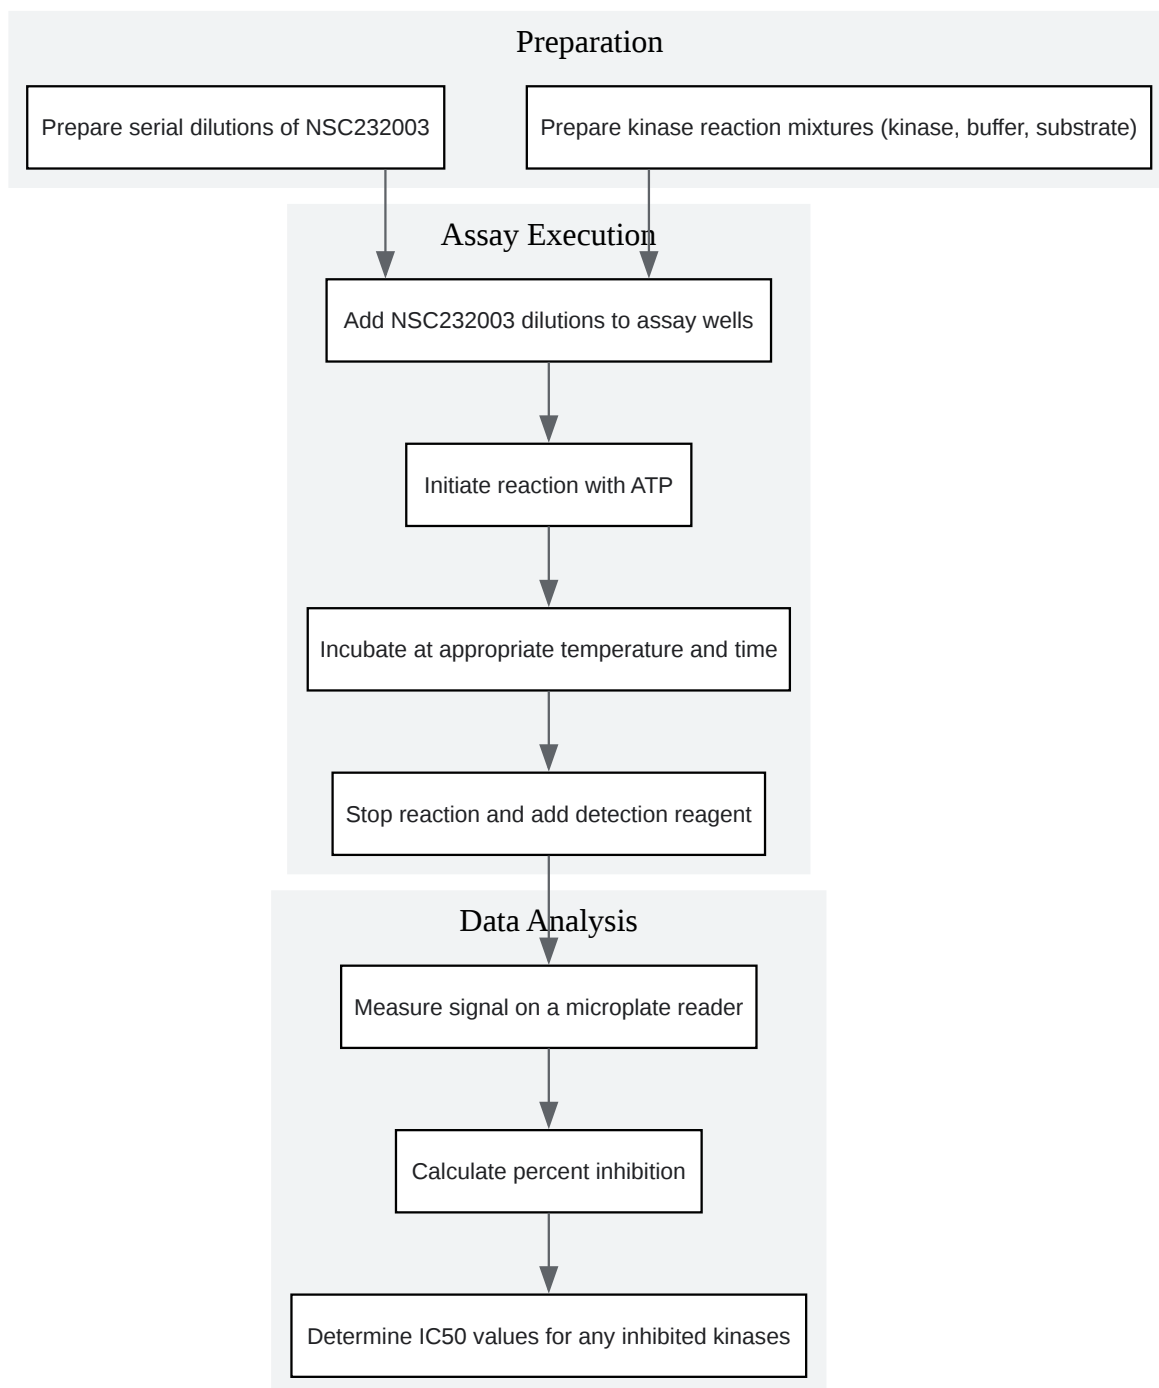 Preparation
Prepare serial dilutions of NSC232003
Prepare kinase reaction mixtures (kinase, buffer, substrate)
Assay Execution
Add NSC232003 dilutions to assay wells
Initiate reaction with ATP
Incubate at appropriate temperature and time
Stop reaction and add detection reagent
Data Analysis
Measure signal on a microplate reader
Calculate percent inhibition
Determine IC50 values for any inhibited kinases